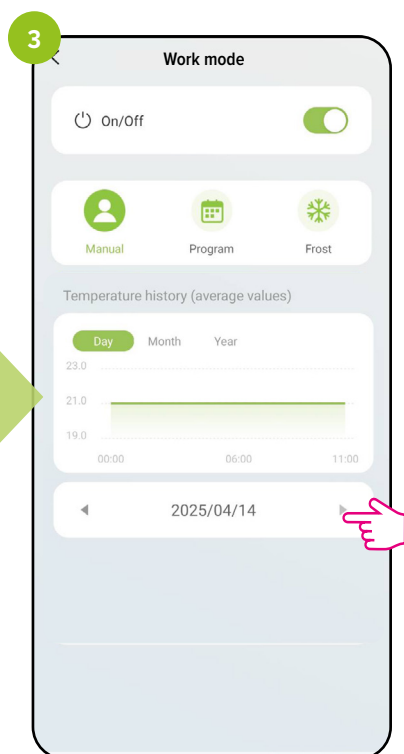 3
Work mode
On/Off
Manual Program Frost
Temperature history (average values)
Day Month Year
23.0
21.0
19.0
00:00 06:00 11:00
2025/04/14